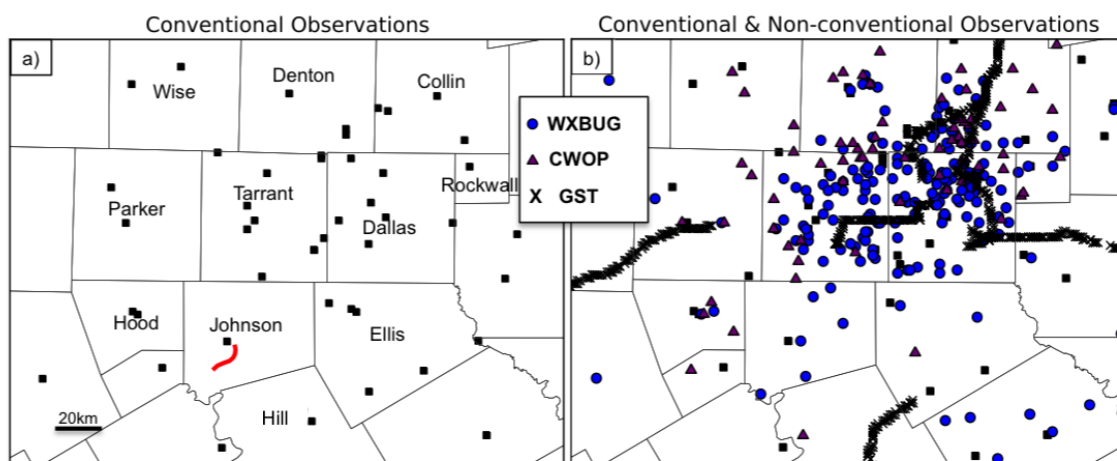 Conventional Observations
Conventional & Non-conventional Observations
a)
b)
Wise
Denton
Collin
WXBUG
CWOP
X GST
Parker
Tarrant
Dallas
Rockwall
Hood
Johnson
Ellis
20km
Hill